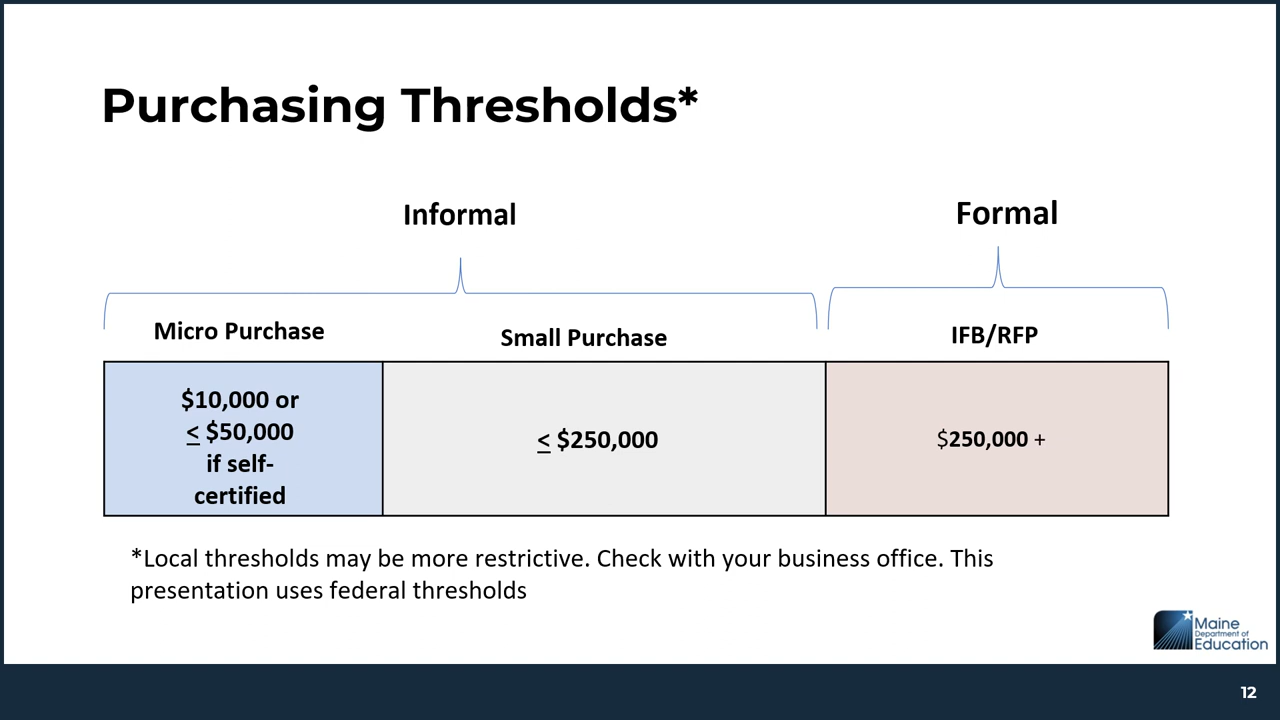 Purchasing Thresholds*
Informal
Formal
Micro Purchase
Small Purchase
IFB/RFP
$10,000 or
≤ $50,000
if self-
certified
≤ $250,000
$250,000 +
*Local thresholds may be more restrictive. Check with your business office. This
presentation uses federal thresholds
Maine
Department of
Education
12